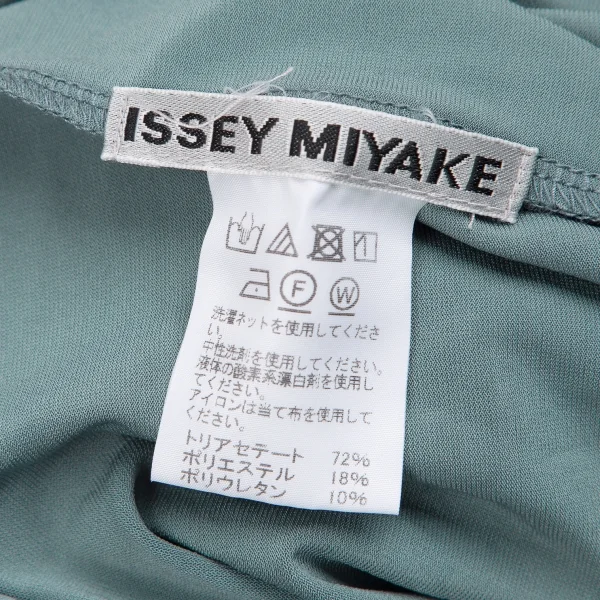 ISSEY MIYAKE
F W
洗濯ネットを使用してくださ
い。
中性洗剤を使用してください。
液体の酸素系漂白剤を使用し
てください。
アイロンは当て布を使用して
ください。
トリアセテート 72%
ポリエステル 18%
ポリウレタン 10%